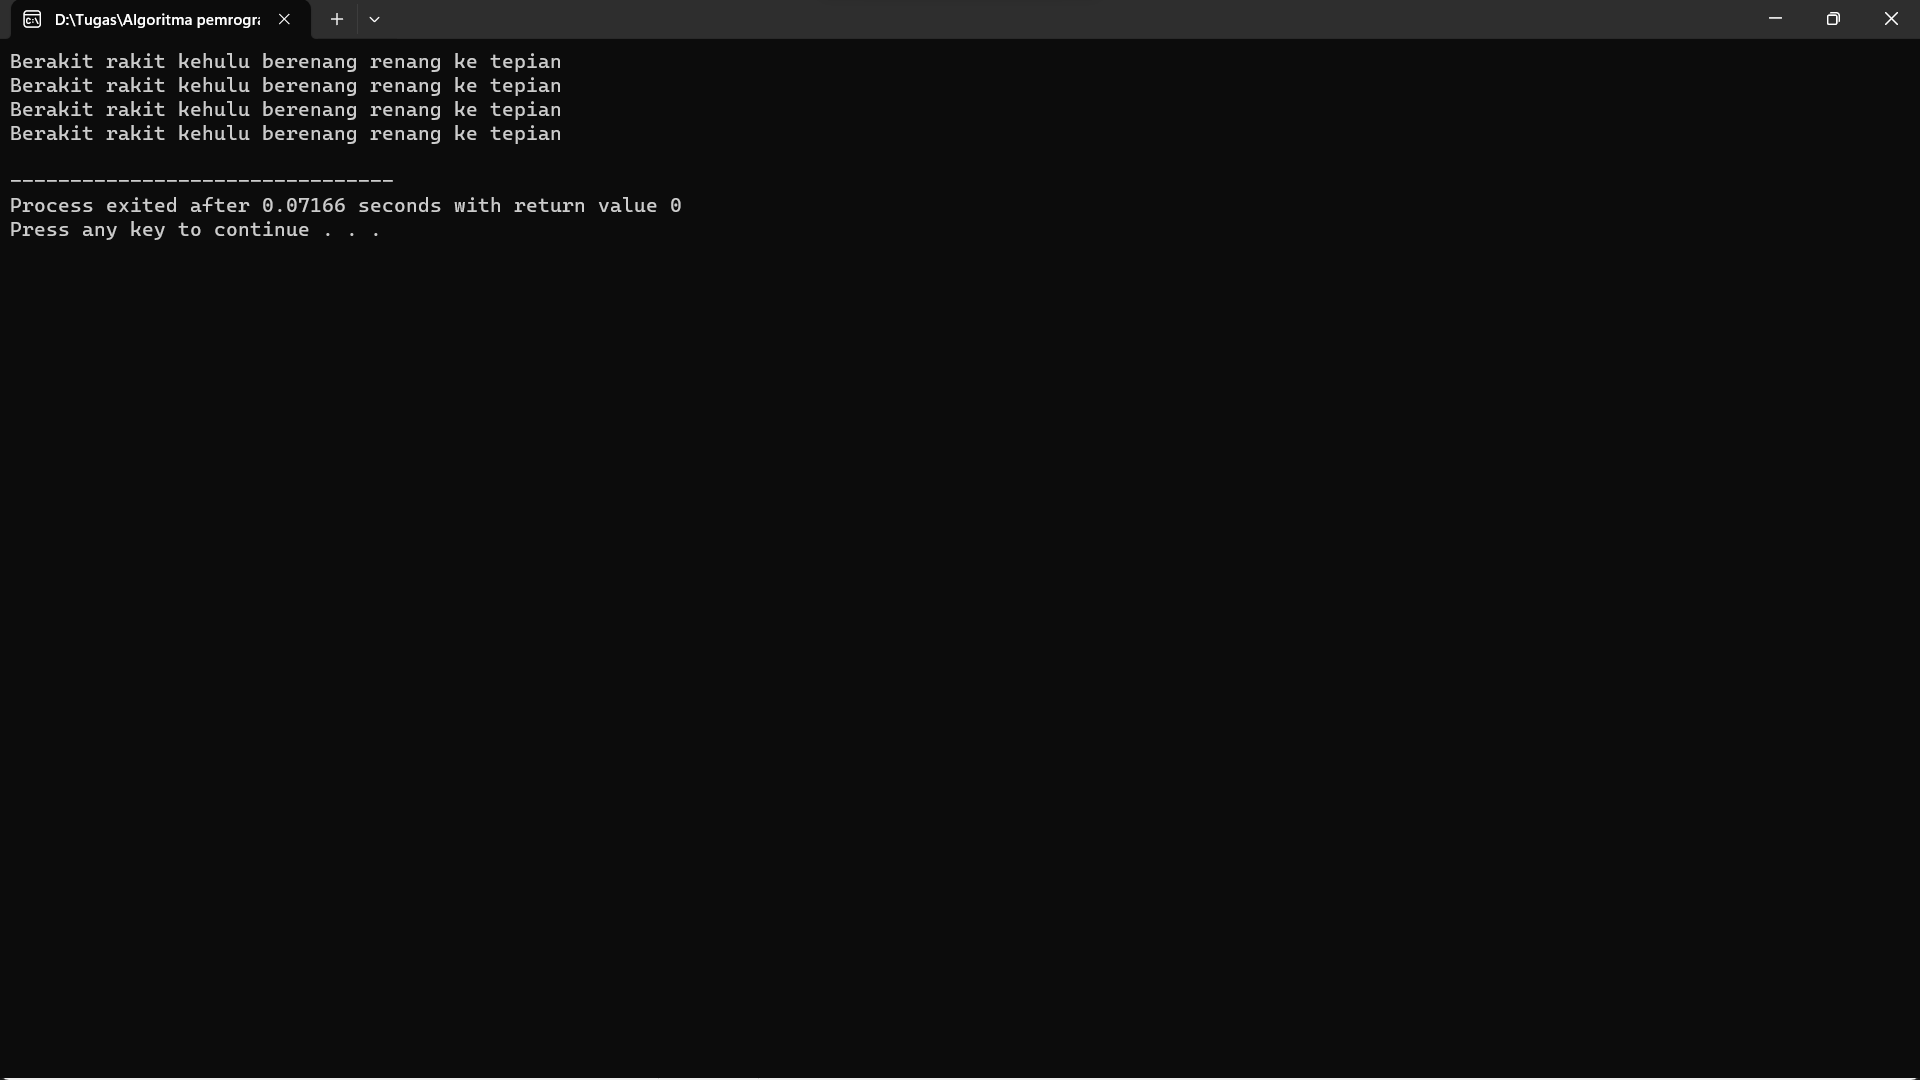 D:\Tugas\Algoritma pemrogra
Berakit rakit kehulu berenang renang ke tepian
Berakit rakit kehulu berenang renang ke tepian
Berakit rakit kehulu berenang renang ke tepian
Berakit rakit kehulu berenang renang ke tepian
--------------------------------
Process exited after 0.07166 seconds with return value 0
Press any key to continue . . .